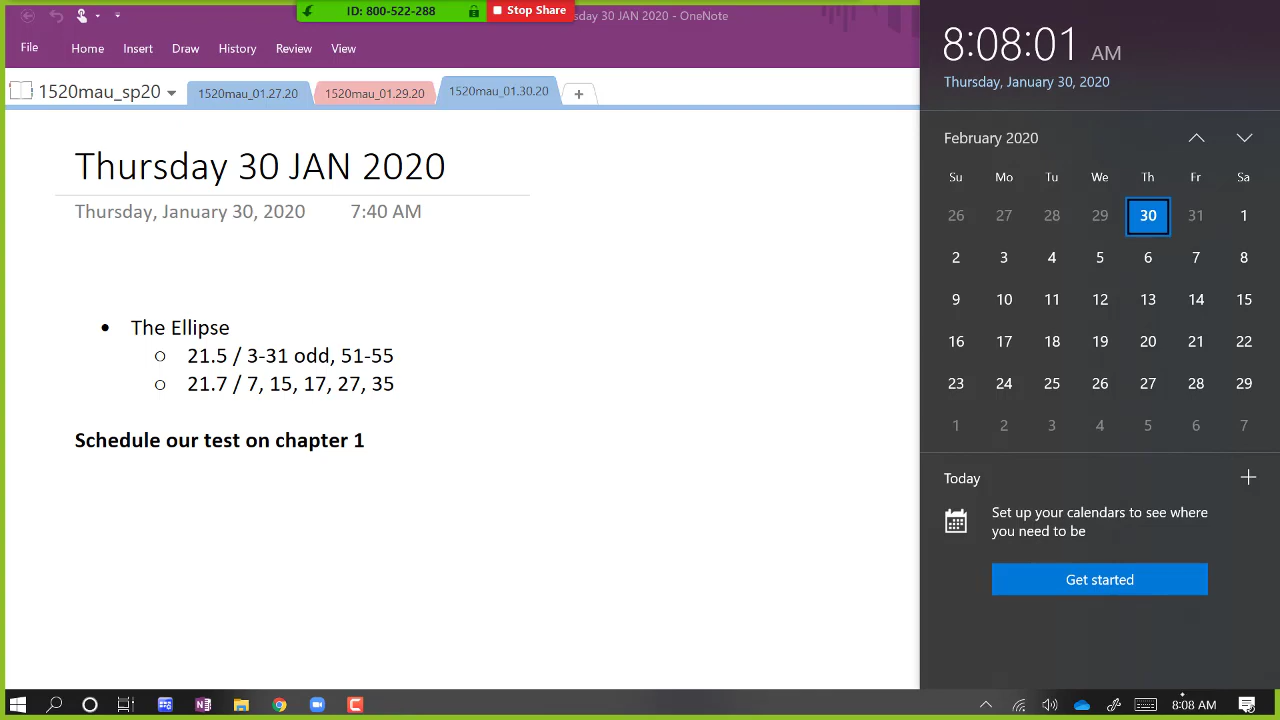 ID: 800-522-288
Stop Share
sday 30 JAN 2020 - OneNote
File
Home
Insert
Draw
History
Review
View
1520mau_sp20
1520mau_01.27.20
1520mau_01.29.20
1520mau_01.30.20
+
Thursday 30 JAN 2020
Thursday, January 30, 2020 7:40 AM
• The Ellipse
o 21.5 / 3-31 odd, 51-55
o 21.7 / 7, 15, 17, 27, 35
Schedule our test on chapter 1
8:08:01 AM
Thursday, January 30, 2020
February 2020
Su Mo Tu We Th Fr Sa
26 27 28 29 30 31 1
2 3 4 5 6 7 8
9 10 11 12 13 14 15
16 17 18 19 20 21 22
23 24 25 26 27 28 29
1 2 3 4 5 6 7
Today
Set up your calendars to see where
you need to be
Get started
8:08 AM